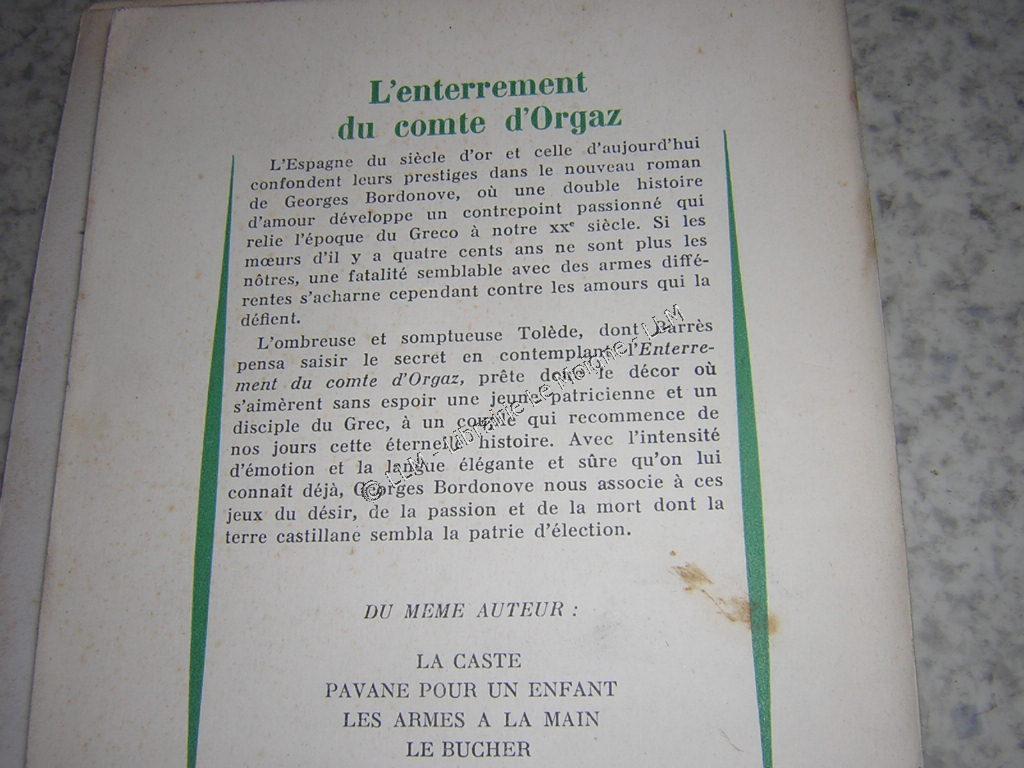 L'enterrement
du comte d'Orgaz
L'Espagne du siècle d'or et celle d'aujourd'hui
confondent leurs prestiges dans le nouveau roman
de Georges Bordonove, où une double histoire
d'amour développe un contrepoint passionné qui
relie l'époque du Greco à notre XXe siècle. Si les
mœurs d'il y a quatre cents ans ne sont plus les
nôtres, une fatalité semblable avec des armes diffé-
rentes s'acharne cependant contre les amours qui la
défient.
L'ombreuse et somptueuse Tolède, dont Barrès
pensa saisir le secret en contemplant l'Enterre-
ment du comte d'Orgaz, prête donc le décor où
s'aimèrent sans espoir une jeune patricienne et un
disciple du Grec, à un couple qui recommence de
nos jours cette éternelle histoire. Avec l'intensité
d'émotion et la langue élégante et sûre qu'on lui
connaît déjà, Georges Bordonove nous associe à ces
jeux du désir, de la passion et de la mort dont la
terre castillane sembla la patrie d'élection.
DU MEME AUTEUR :
LA CASTE
PAVANE POUR UN ENFANT
LES ARMES A LA MAIN
LE BUCHER
© LLM - Librairie Le Moigne - LLM